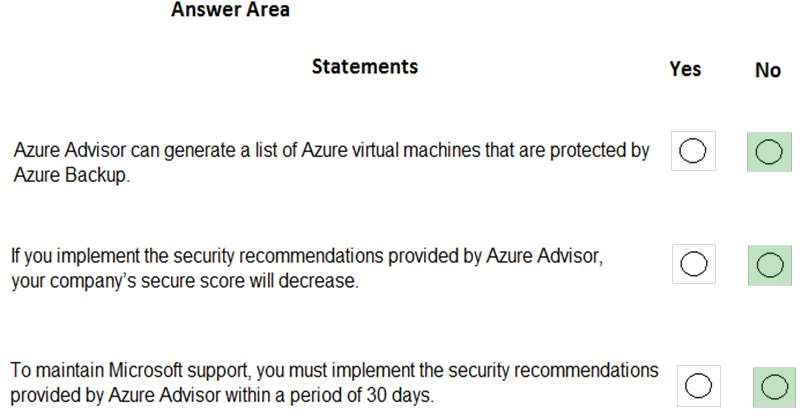 Answer Area
Statements Yes No
Azure Advisor can generate a list of Azure virtual machines that are protected by
Azure Backup.
If you implement the security recommendations provided by Azure Advisor,
your company's secure score will decrease.
To maintain Microsoft support, you must implement the security recommendations
provided by Azure Advisor within a period of 30 days.